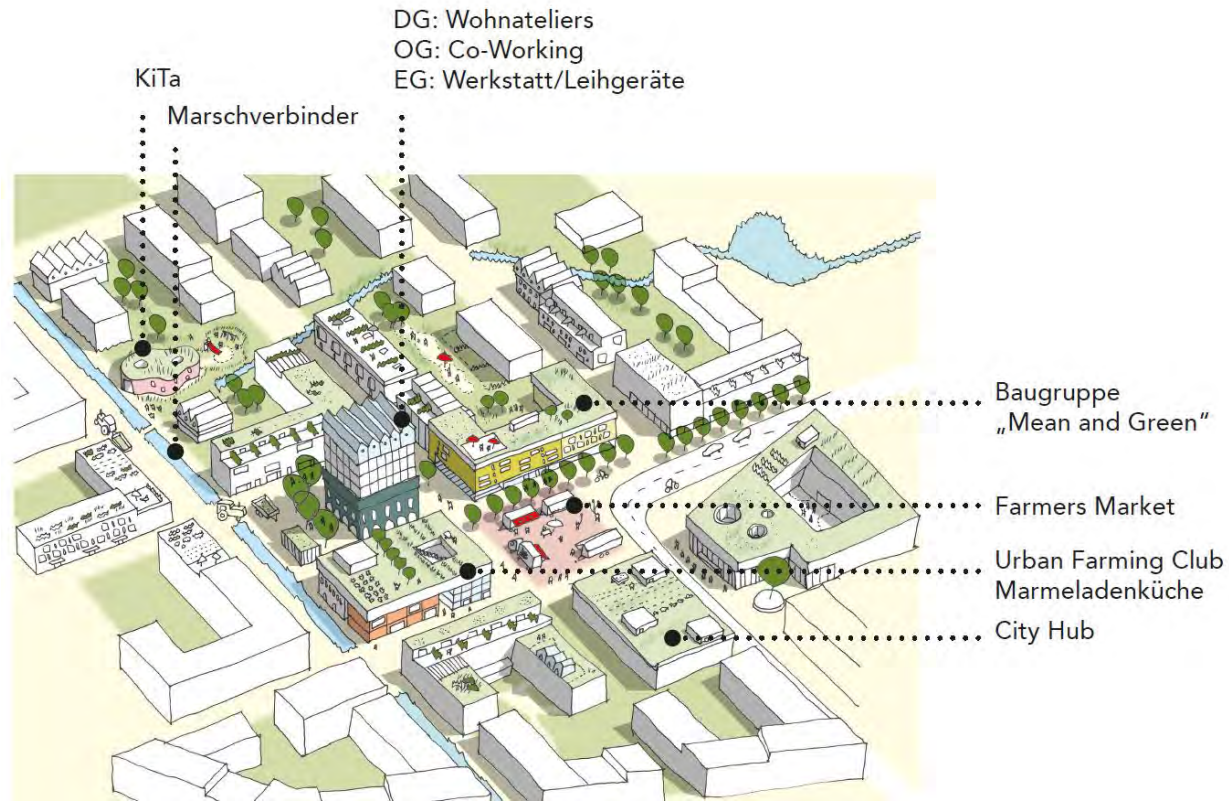 DG: Wohnateliers
OG: Co-Working
EG: Werkstatt/Leihgeräte
KiTa
Marschverbinder
Baugruppe
„Mean and Green“
Farmers Market
Urban Farming Club
Marmeladenküche
City Hub